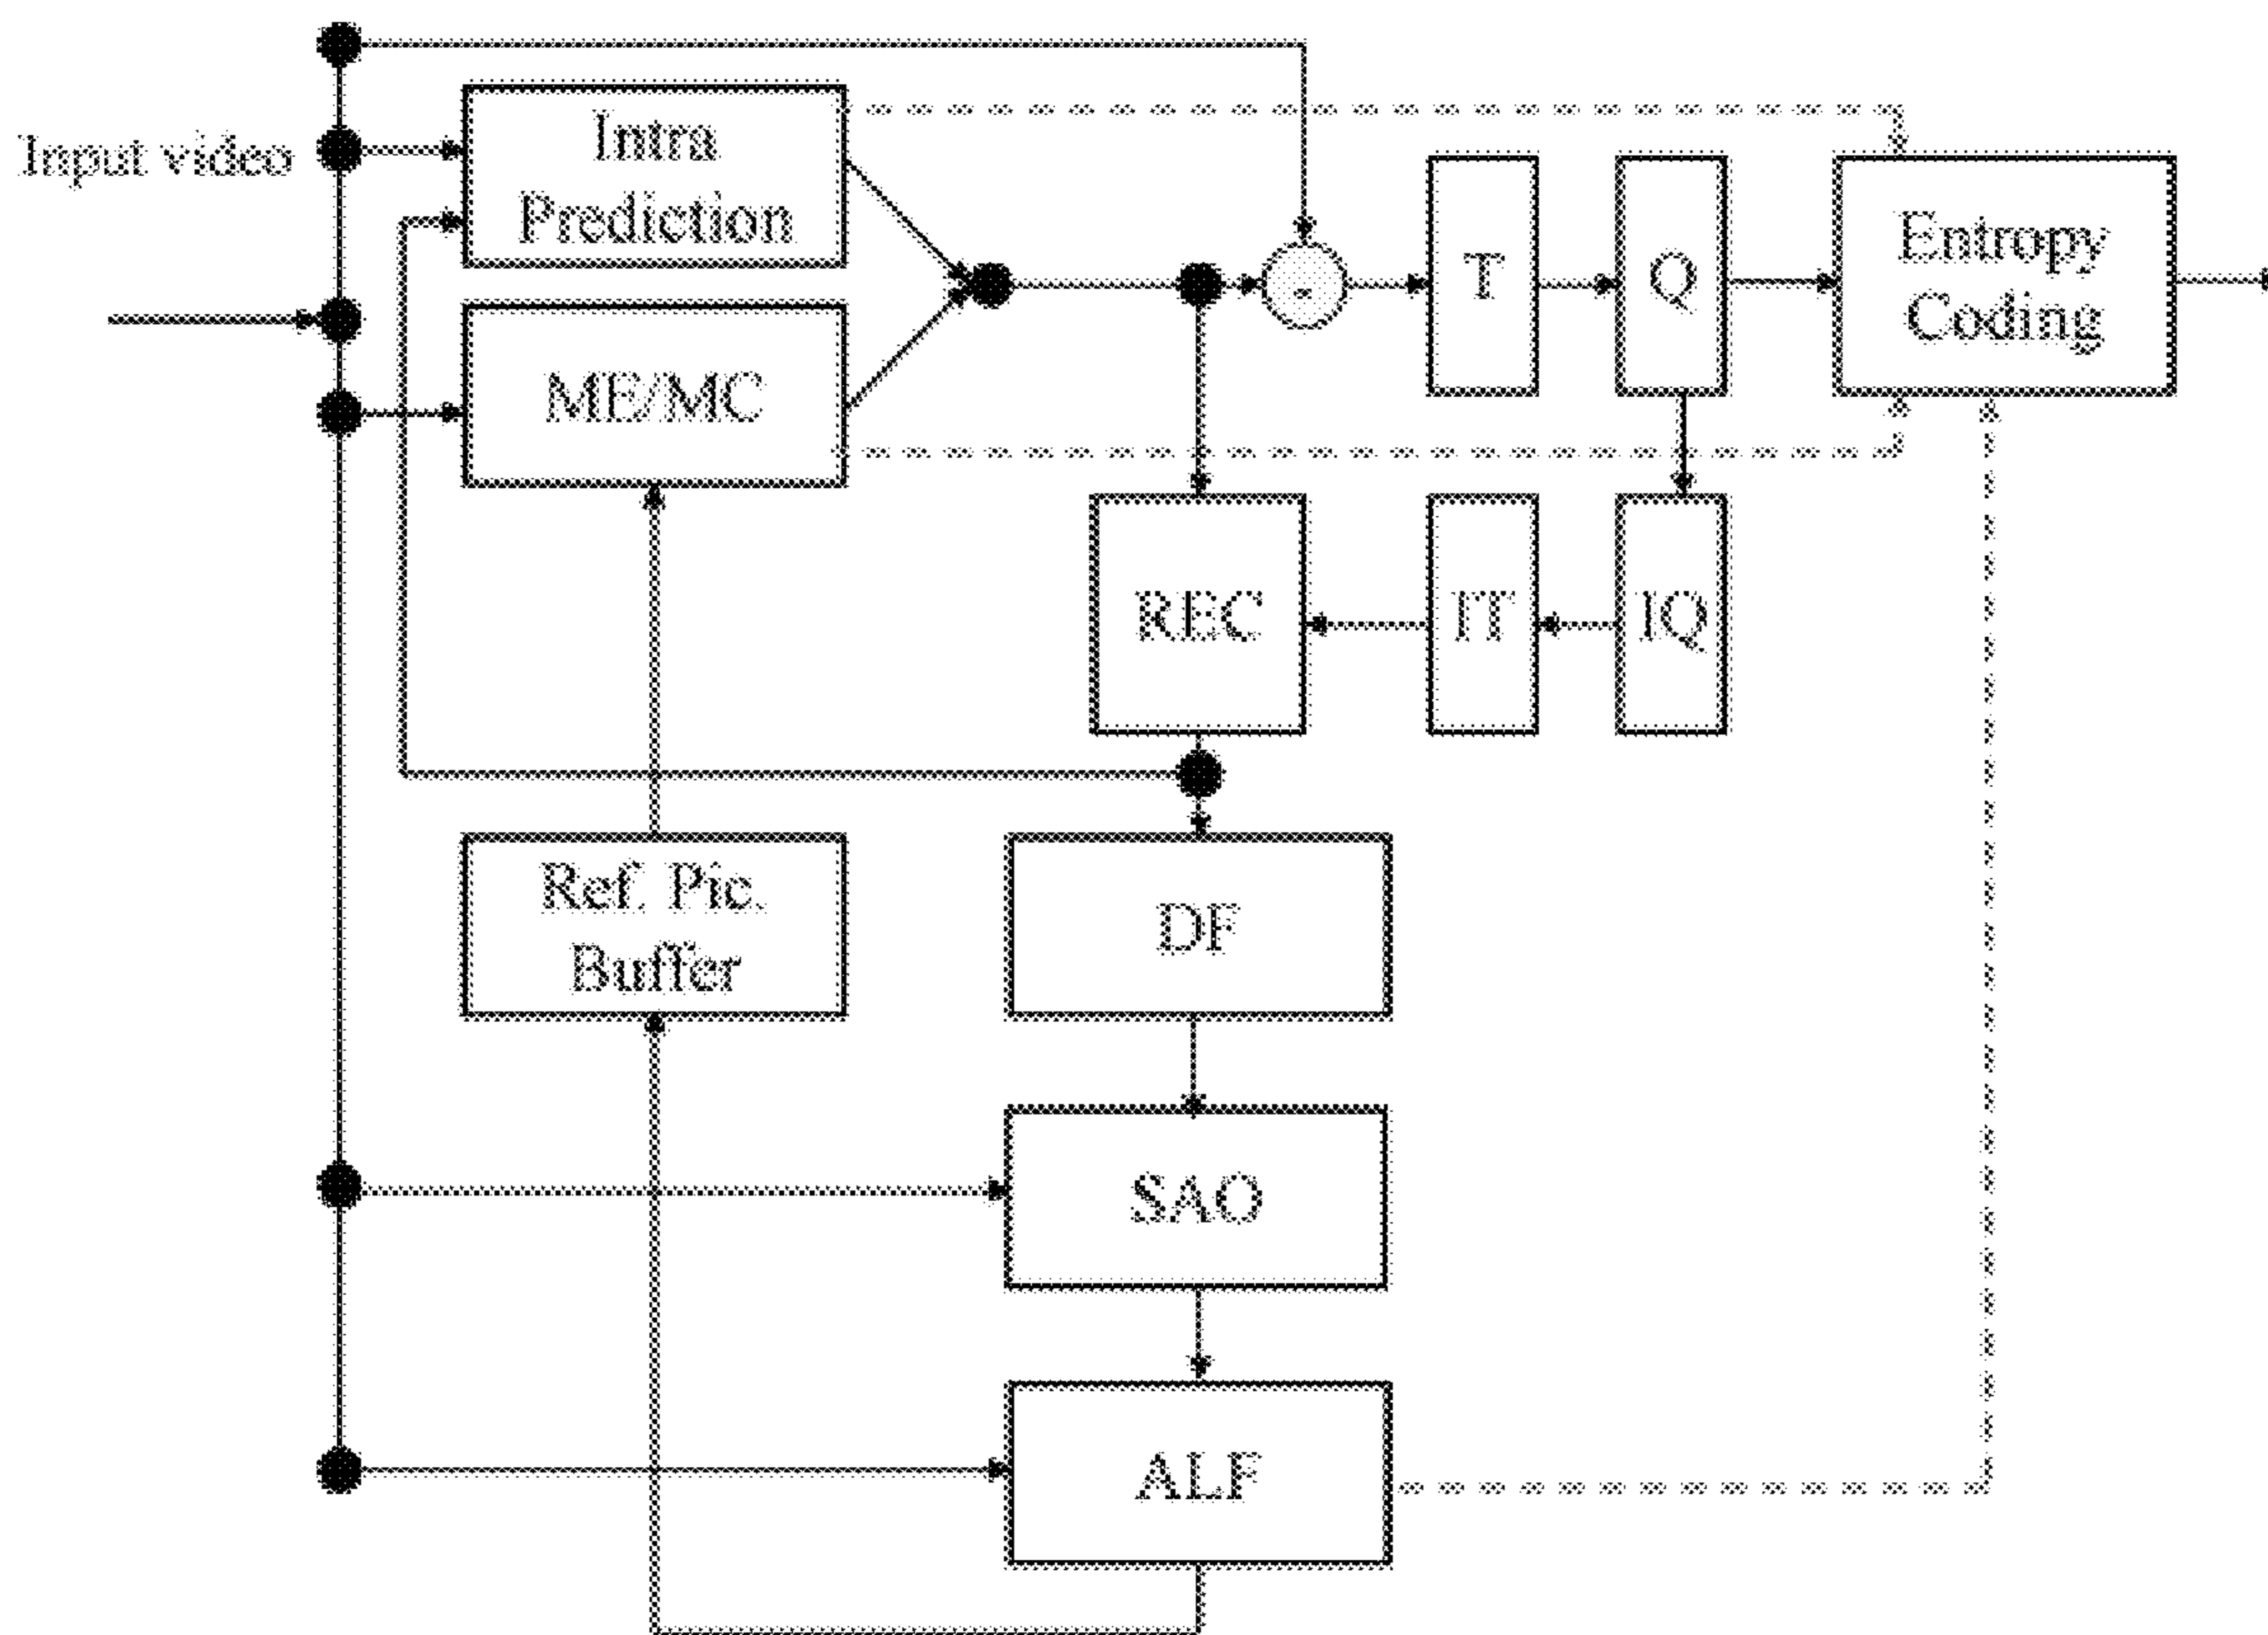 Input video
Intra
Prediction
ME/MC
-
T
Q
Entropy
Coding
REC
IT
IQ
Ref. Pic.
Buffer
DF
SAO
ALF